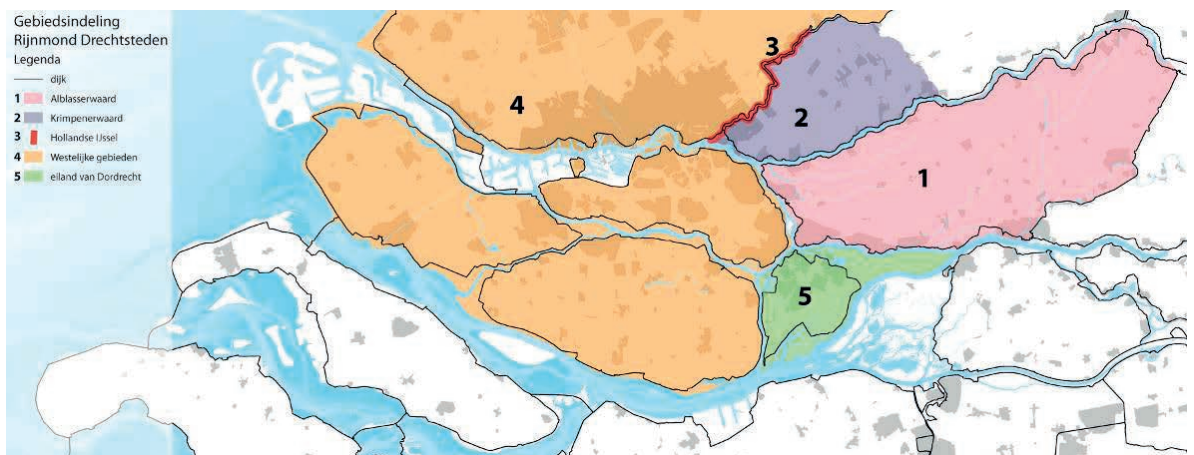 Gebiedsindeling
Rijnmond Drechtsteden
Legenda
dijk
1 Alblasserwaard
2 Krimpenerwaard
3 Hollandse IJssel
4 Westelijke gebieden
5 eiland van Dordrecht
3
4
2
1
5